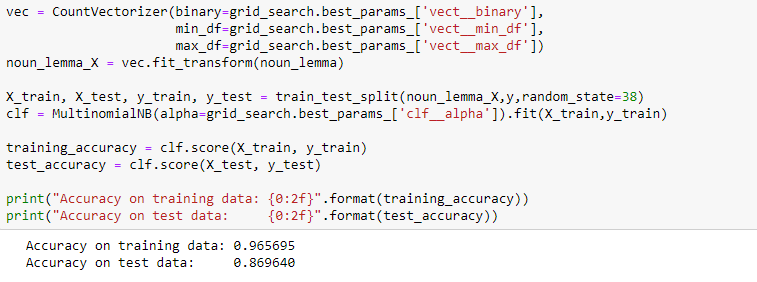 vec = CountVectorizer(binary=grid_search.best_params_['vect__binary'],
                      min_df=grid_search.best_params_['vect__min_df'],
                      max_df=grid_search.best_params_['vect__max_df'])
noun_lemma_X = vec.fit_transform(noun_lemma)

X_train, X_test, y_train, y_test = train_test_split(noun_lemma_X,y,random_state=38)
clf = MultinomialNB(alpha=grid_search.best_params_['clf__alpha']).fit(X_train,y_train)

training_accuracy = clf.score(X_train, y_train)
test_accuracy = clf.score(X_test, y_test)

print("Accuracy on training data: {0:2f}".format(training_accuracy))
print("Accuracy on test data:     {0:2f}".format(test_accuracy))

Accuracy on training data: 0.965695
Accuracy on test data:     0.869640